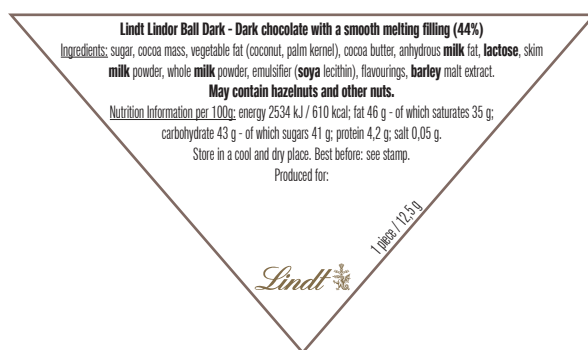 Lindt Lindor Ball Dark - Dark chocolate with a smooth melting filling (44%)
Ingredients: sugar, cocoa mass, vegetable fat (coconut, palm kernel), cocoa butter, anhydrous milk fat, lactose, skim
milk powder, whole milk powder, emulsifier (soya lecithin), flavourings, barley malt extract.
May contain hazelnuts and other nuts.
Nutrition Information per 100g: energy 2534 kJ / 610 kcal; fat 46 g - of which saturates 35 g;
carbohydrate 43 g - of which sugars 41 g; protein 4,2 g; salt 0,05 g.
Store in a cool and dry place. Best before: see stamp.
Produced for:
1 piece / 12,5 g
Lindt